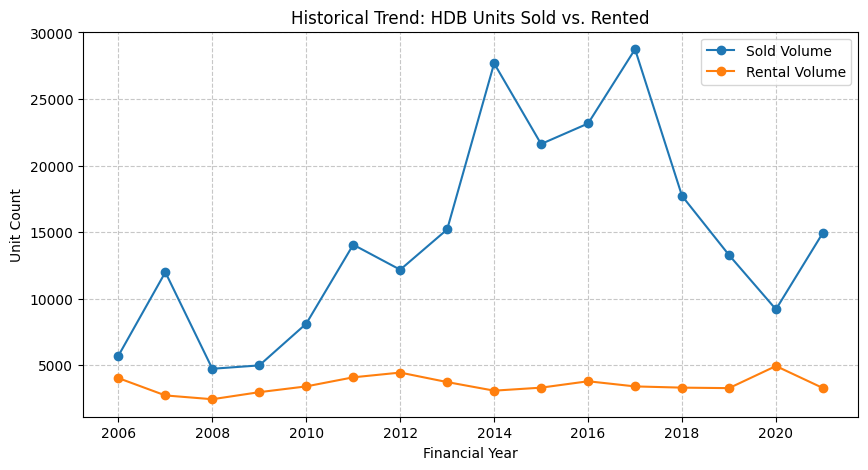 Historical Trend: HDB Units Sold vs. Rented
Sold Volume
Rental Volume
Unit Count
30000
25000
20000
15000
10000
5000
2006 2008 2010 2012 2014 2016 2018 2020
Financial Year